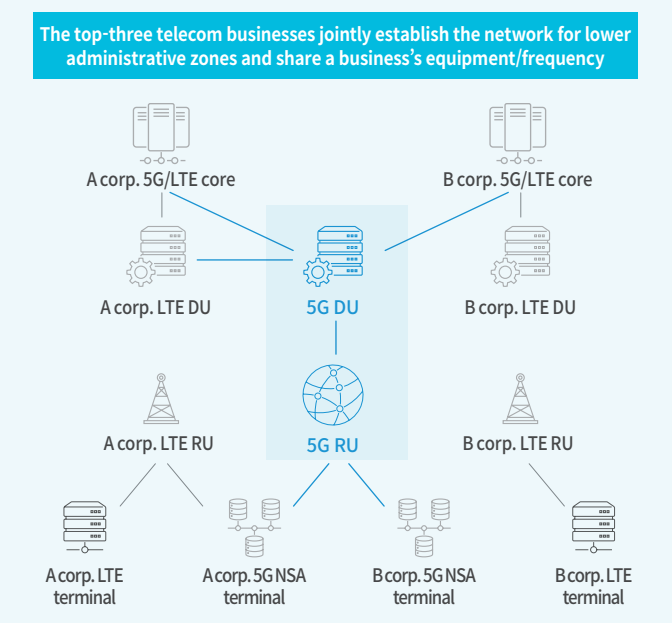 The top-three telecom businesses jointly establish the network for lower
administrative zones and share a business's equipment/frequency
A corp. 5G/LTE core
B corp. 5G/LTE core
A corp. LTE DU
5G DU
B corp. LTE DU
A corp. LTE RU
5G RU
B corp. LTE RU
A corp. LTE
terminal
A corp. 5G NSA
terminal
B corp. 5G NSA
terminal
B corp. LTE
terminal